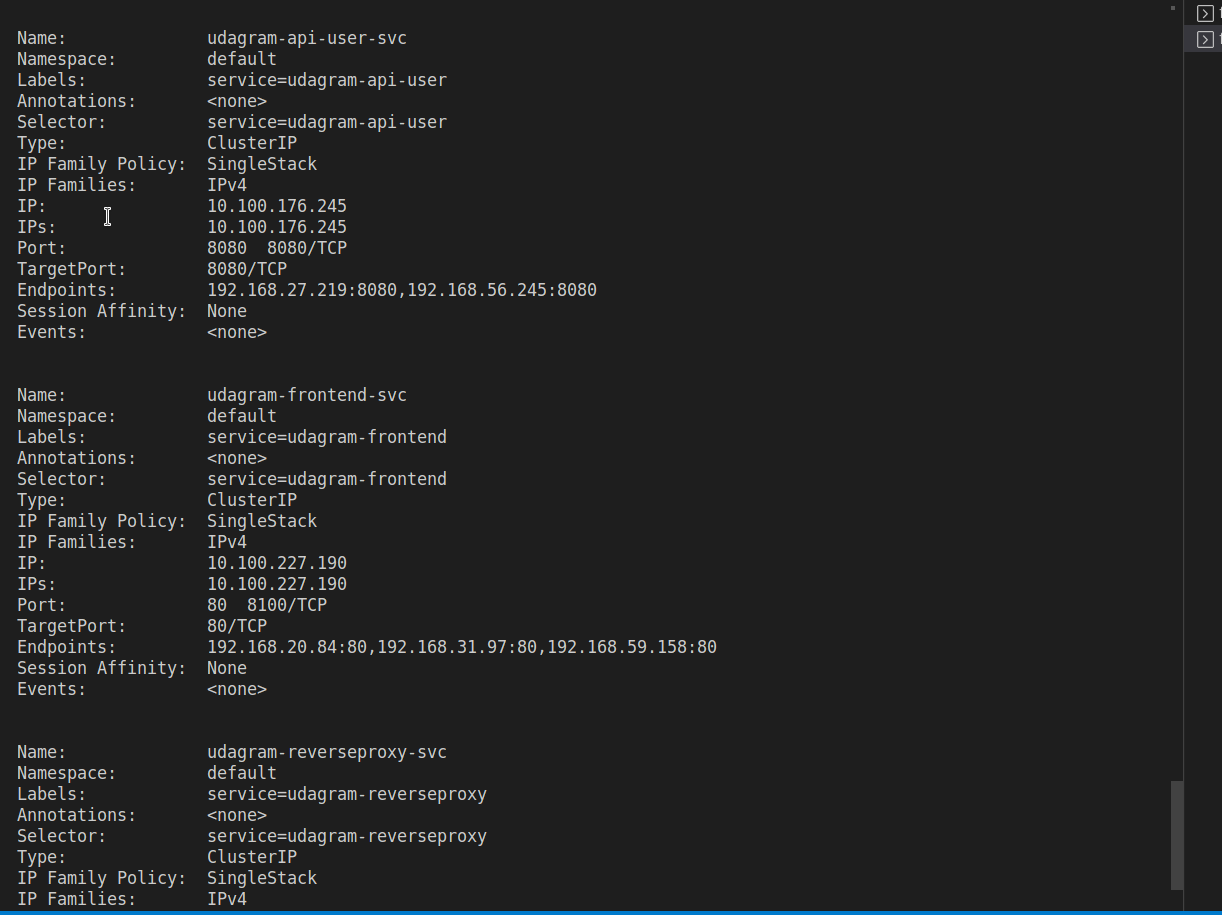 Name:              udagram-api-user-svc
Namespace:         default
Labels:            service=udagram-api-user
Annotations:       <none>
Selector:          service=udagram-api-user
Type:              ClusterIP
IP Family Policy:  SingleStack
IP Families:       IPv4
IP:                10.100.176.245
IPs:               10.100.176.245
Port:              8080  8080/TCP
TargetPort:        8080/TCP
Endpoints:         192.168.27.219:8080,192.168.56.245:8080
Session Affinity:  None
Events:            <none>
Name:              udagram-frontend-svc
Namespace:         default
Labels:            service=udagram-frontend
Annotations:       <none>
Selector:          service=udagram-frontend
Type:              ClusterIP
IP Family Policy:  SingleStack
IP Families:       IPv4
IP:                10.100.227.190
IPs:               10.100.227.190
Port:              80  8100/TCP
TargetPort:        80/TCP
Endpoints:         192.168.20.84:80,192.168.31.97:80,192.168.59.158:80
Session Affinity:  None
Events:            <none>
Name:              udagram-reverseproxy-svc
Namespace:         default
Labels:            service=udagram-reverseproxy
Annotations:       <none>
Selector:          service=udagram-reverseproxy
Type:              ClusterIP
IP Family Policy:  SingleStack
IP Families:       IPv4